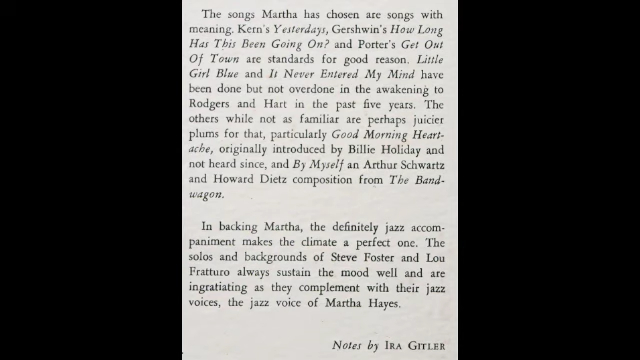 The songs Martha has chosen are songs with
meaning. Kern's Yesterdays, Gershwin's How Long
Has This Been Going On? and Porter's Get Out
Of Town are standards for good reason. Little
Girl Blue and It Never Entered My Mind have
been done but not overdone in the awakening to
Rodgers and Hart in the past five years. The
others while not as familiar are perhaps juicier
plums for that, particularly Good Morning Heart-
ache, originally introduced by Billie Holiday and
not heard since, and By Myself an Arthur Schwartz
and Howard Dietz composition from The Band-
wagon.
In backing Martha, the definitely jazz accom-
paniment makes the climate a perfect one. The
solos and backgrounds of Steve Foster and Lou
Fratturo always sustain the mood well and are
ingratiating as they complement with their jazz
voices, the jazz voice of Martha Hayes.
Notes by IRA GITLER